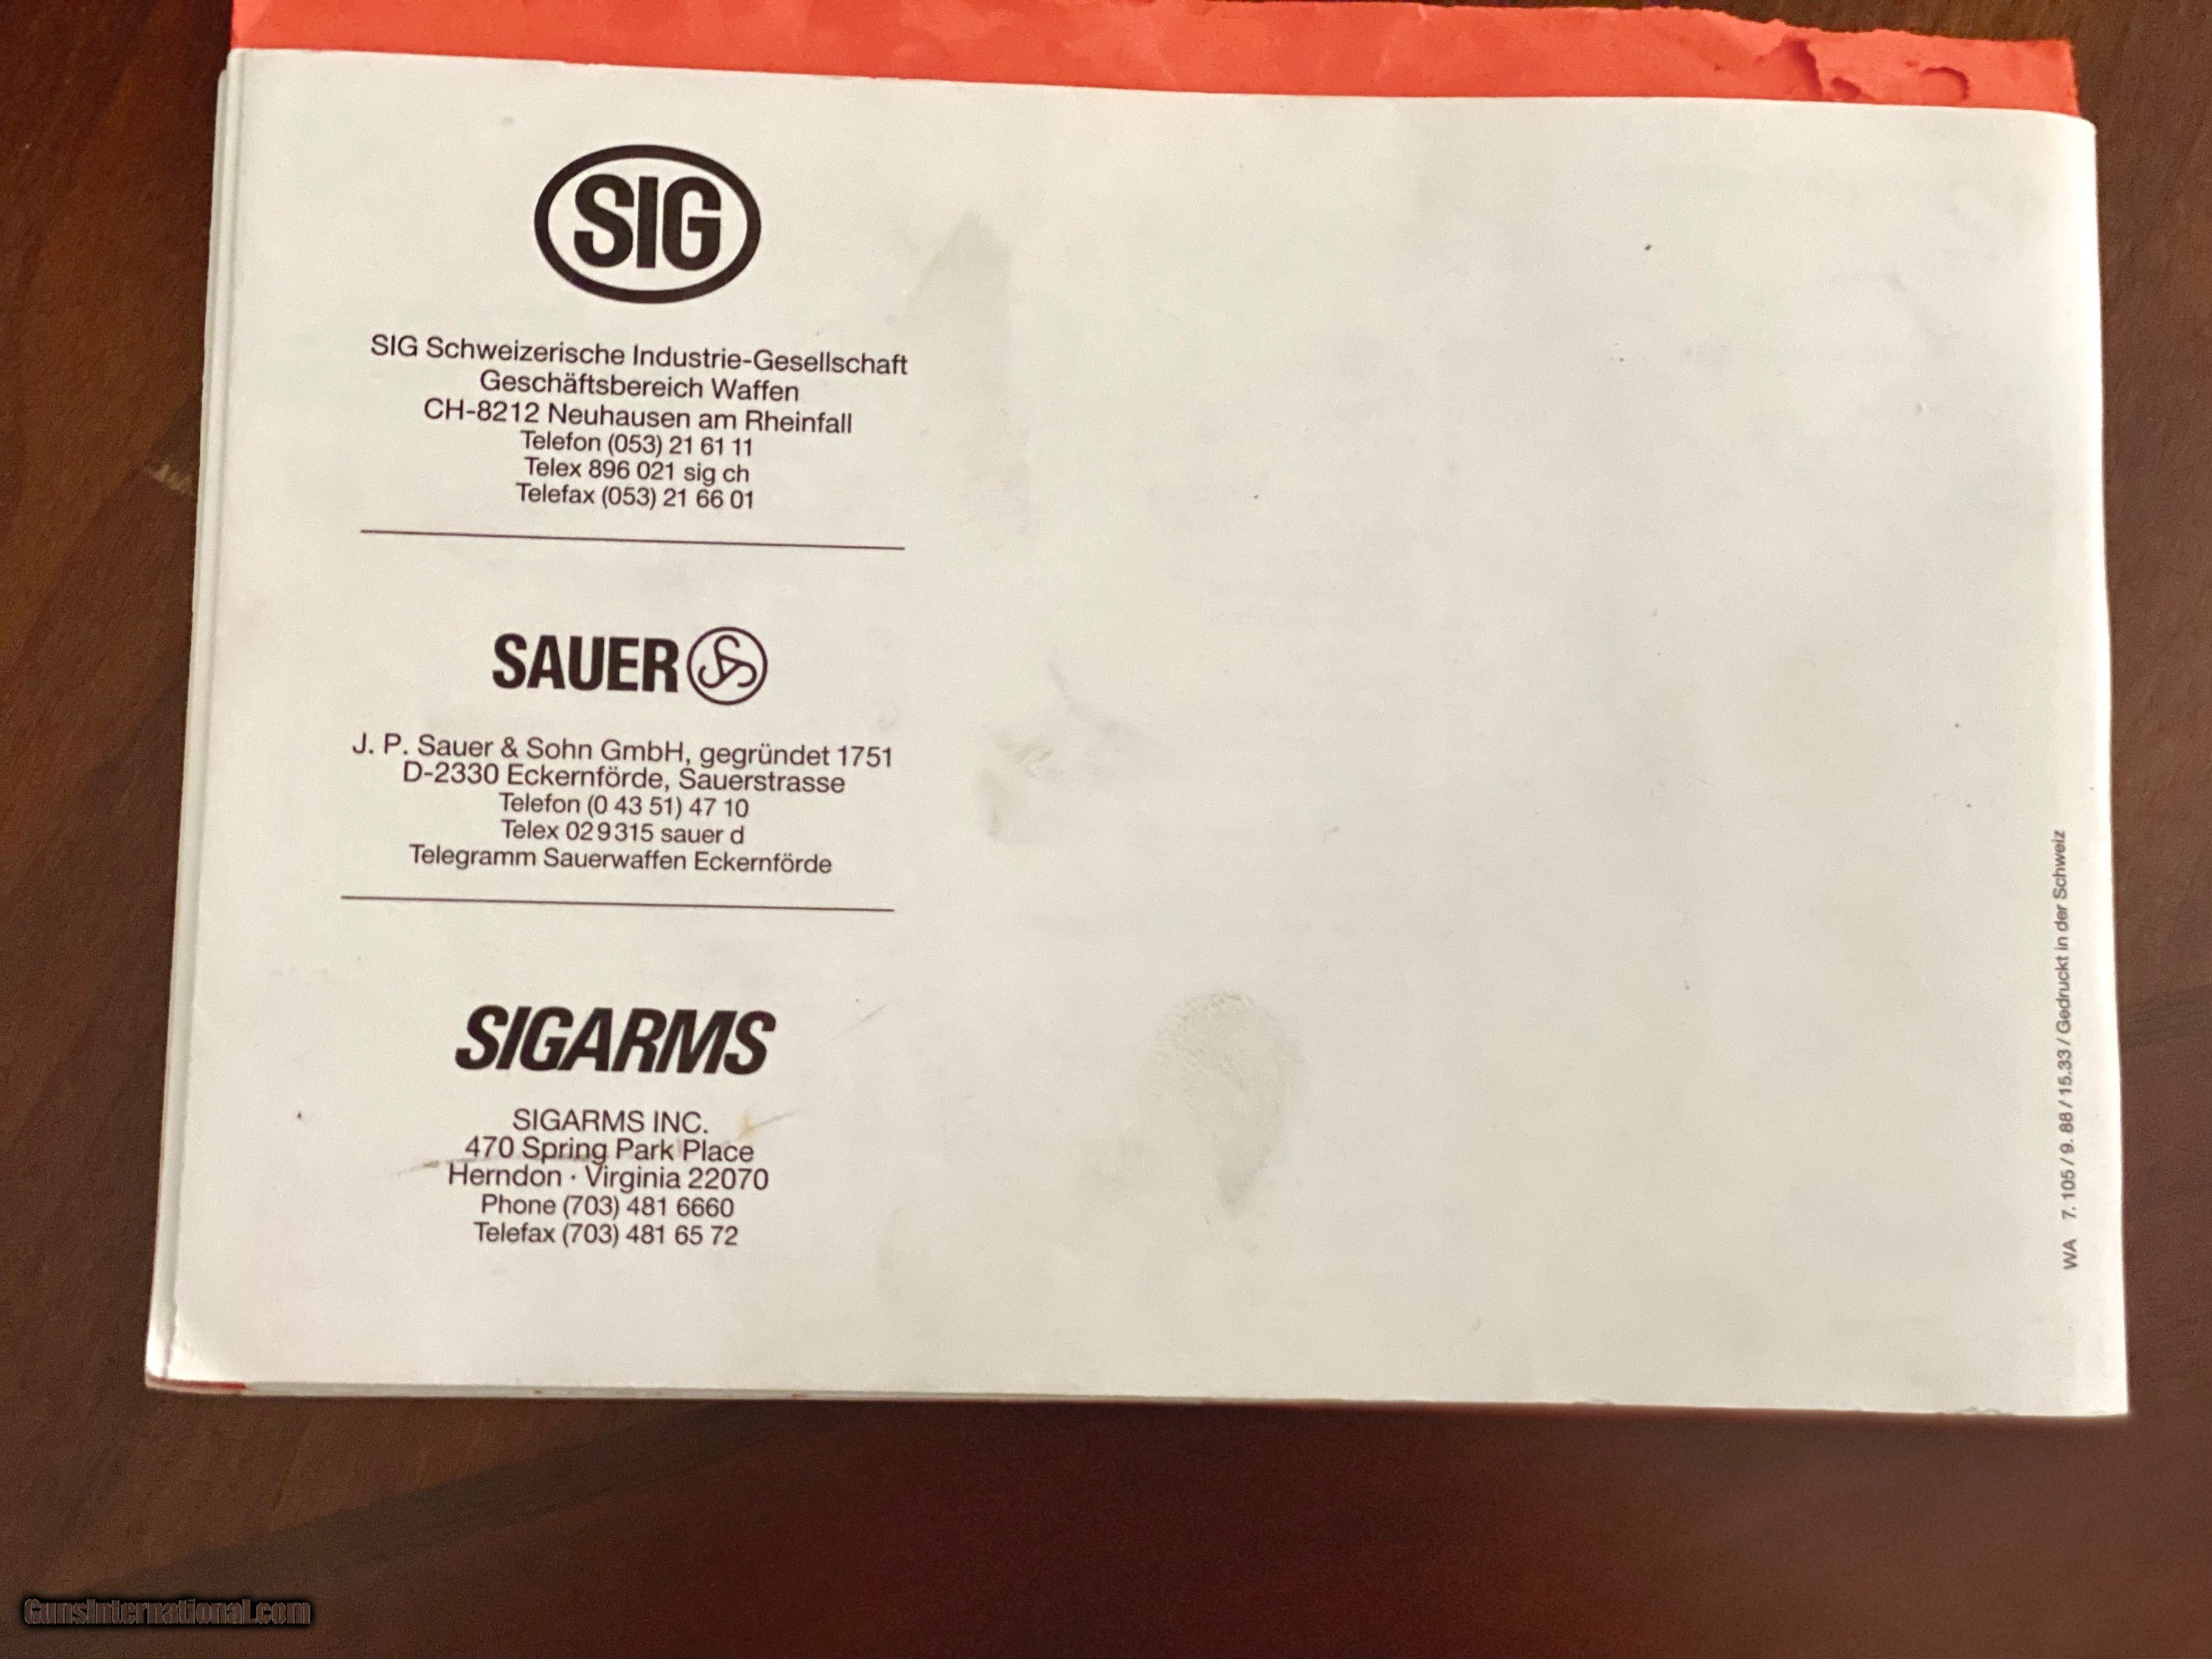 SIG
SIG Schweizerische Industrie-Gesellschaft
Geschäftsbereich Waffen
CH-8212 Neuhausen am Rheinfall
Telefon (053) 21 61 11
Telex 896 021 sig ch
Telefax (053) 21 66 01
SAUER
J. P. Sauer & Sohn GmbH, gegründet 1751
D-2330 Eckernförde, Sauerstrasse
Telefon (0 43 51) 47 10
Telex 029315 sauer d
Telegramm Sauerwaffen Eckernförde
SIGARMS
SIGARMS INC.
470 Spring Park Place
Herndon · Virginia 22070
Phone (703) 481 6660
Telefax (703) 481 65 72
WA 7. 105 / 9. 88 / 15.33 / Gedruckt in der Schweiz
GunsInternational.com